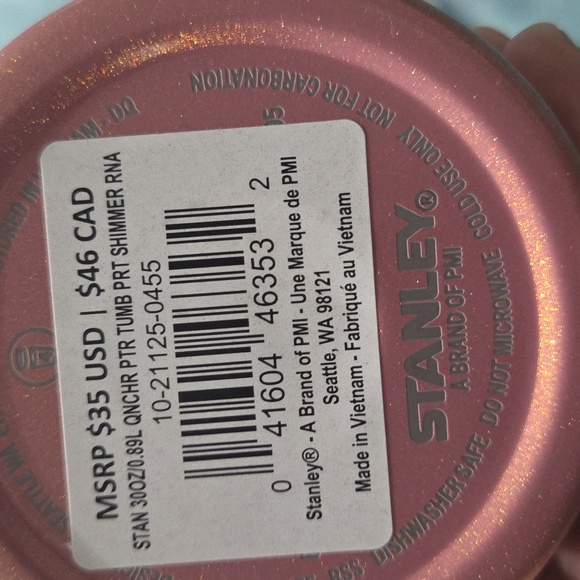 MSRP $35 USD | $46 CAD
STAN 30OZ/0.89L QNCHR PTR TUMB PRT SHIMMER RNA
10-21125-0455
0 41604 46353 2
Stanley® - A Brand of PMI - Une Marque de PMI
Seattle, WA 98121
Made in Vietnam - Fabriqué au Vietnam
STANLEY®
A BRAND OF PMI
DISHWASHER SAFE DO NOT MICROWAVE COLD USE ONLY NOT FOR CARBONATION